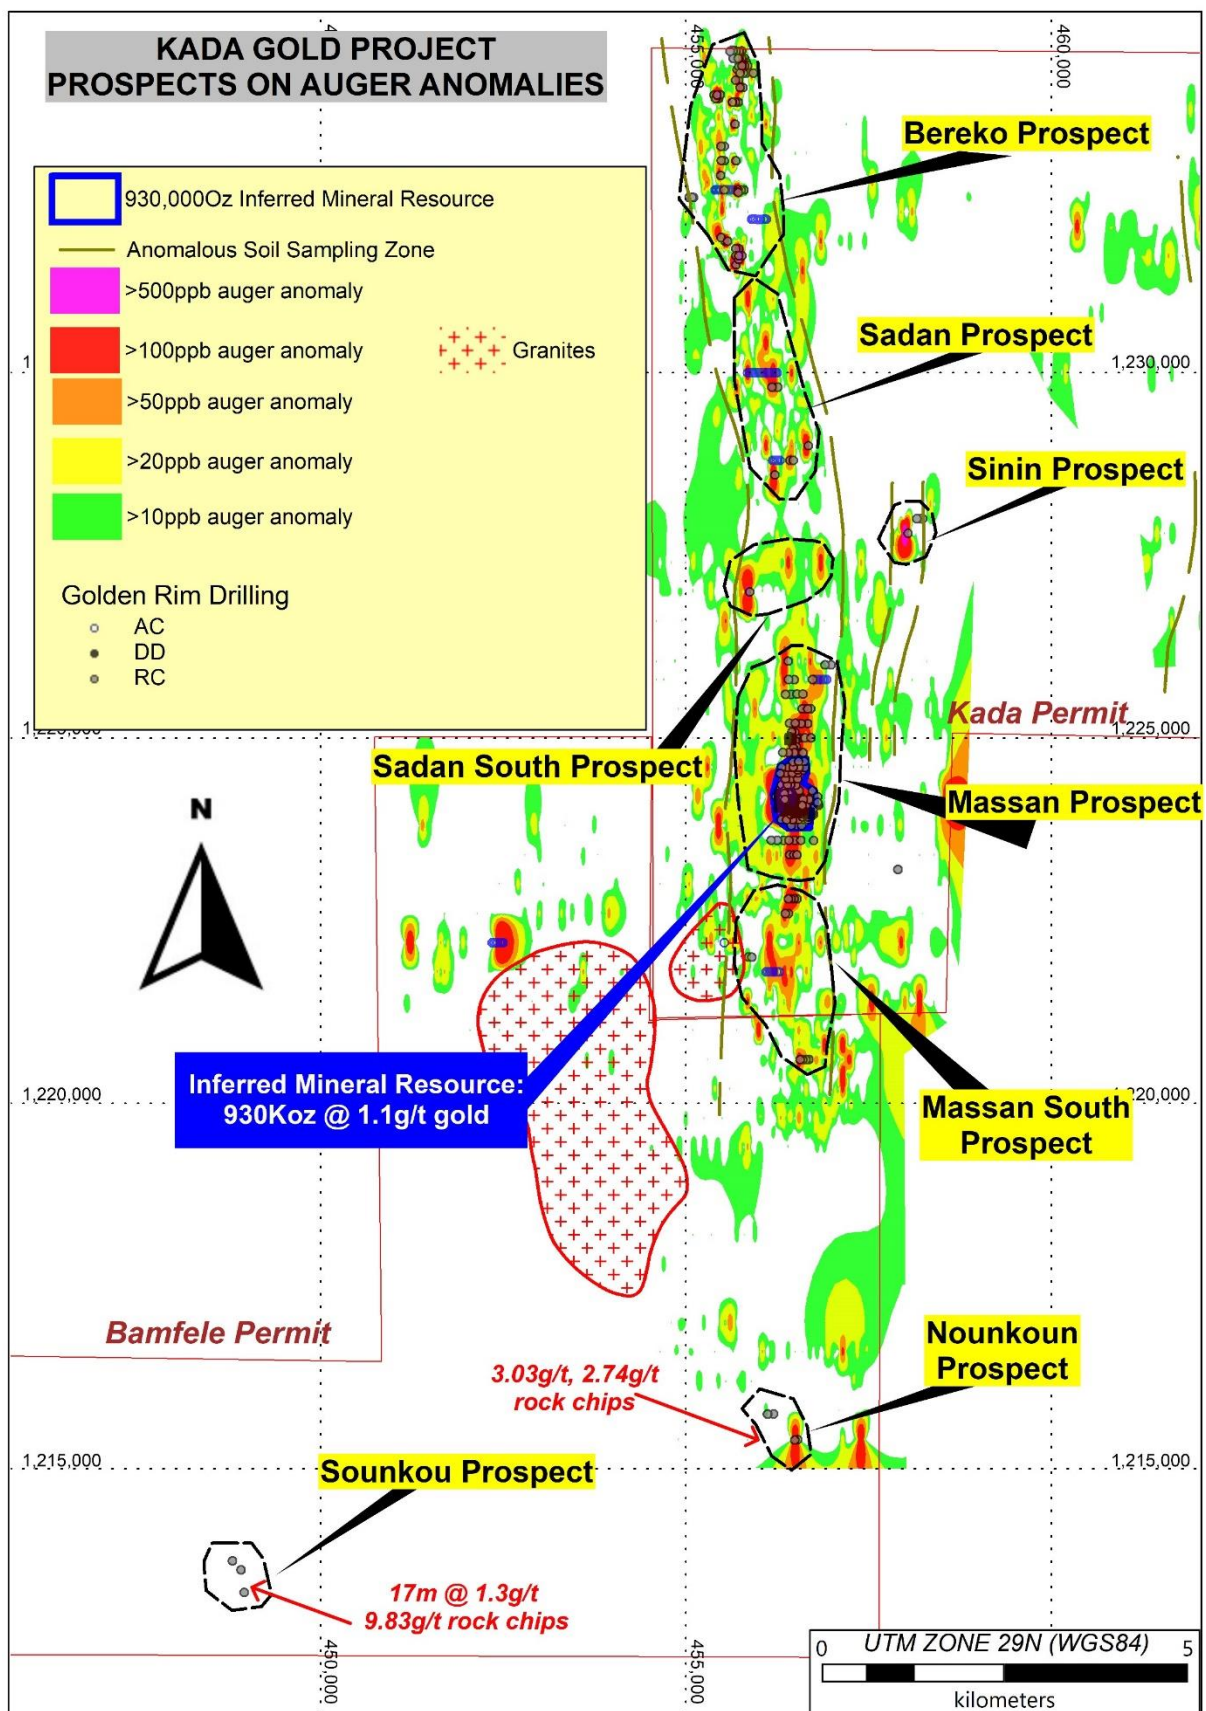 KADA GOLD PROJECT
PROSPECTS ON AUGER ANOMALIES
455,000
460,000
930,000Oz Inferred Mineral Resource
Anomalous Soil Sampling Zone
>500ppb auger anomaly
>100ppb auger anomaly
Granites
>50ppb auger anomaly
>20ppb auger anomaly
>10ppb auger anomaly
Golden Rim Drilling
AC
DD
RC
Bereko Prospect
Sadan Prospect
1,230,000
Sinin Prospect
Kada Permit
1,225,000
Sadan South Prospect
Massan Prospect
N
Inferred Mineral Resource:
930Koz @ 1.1g/t gold
1,220,000
1,220,000
Massan South
Prospect
Bamfele Permit
Nounkoun
Prospect
3.03g/t, 2.74g/t
rock chips
1,215,000
1,215,000
Sounkou Prospect
17m @ 1.3g/t
9.83g/t rock chips
450,000
455,000
0 UTM ZONE 29N (WGS84) 5
kilometers